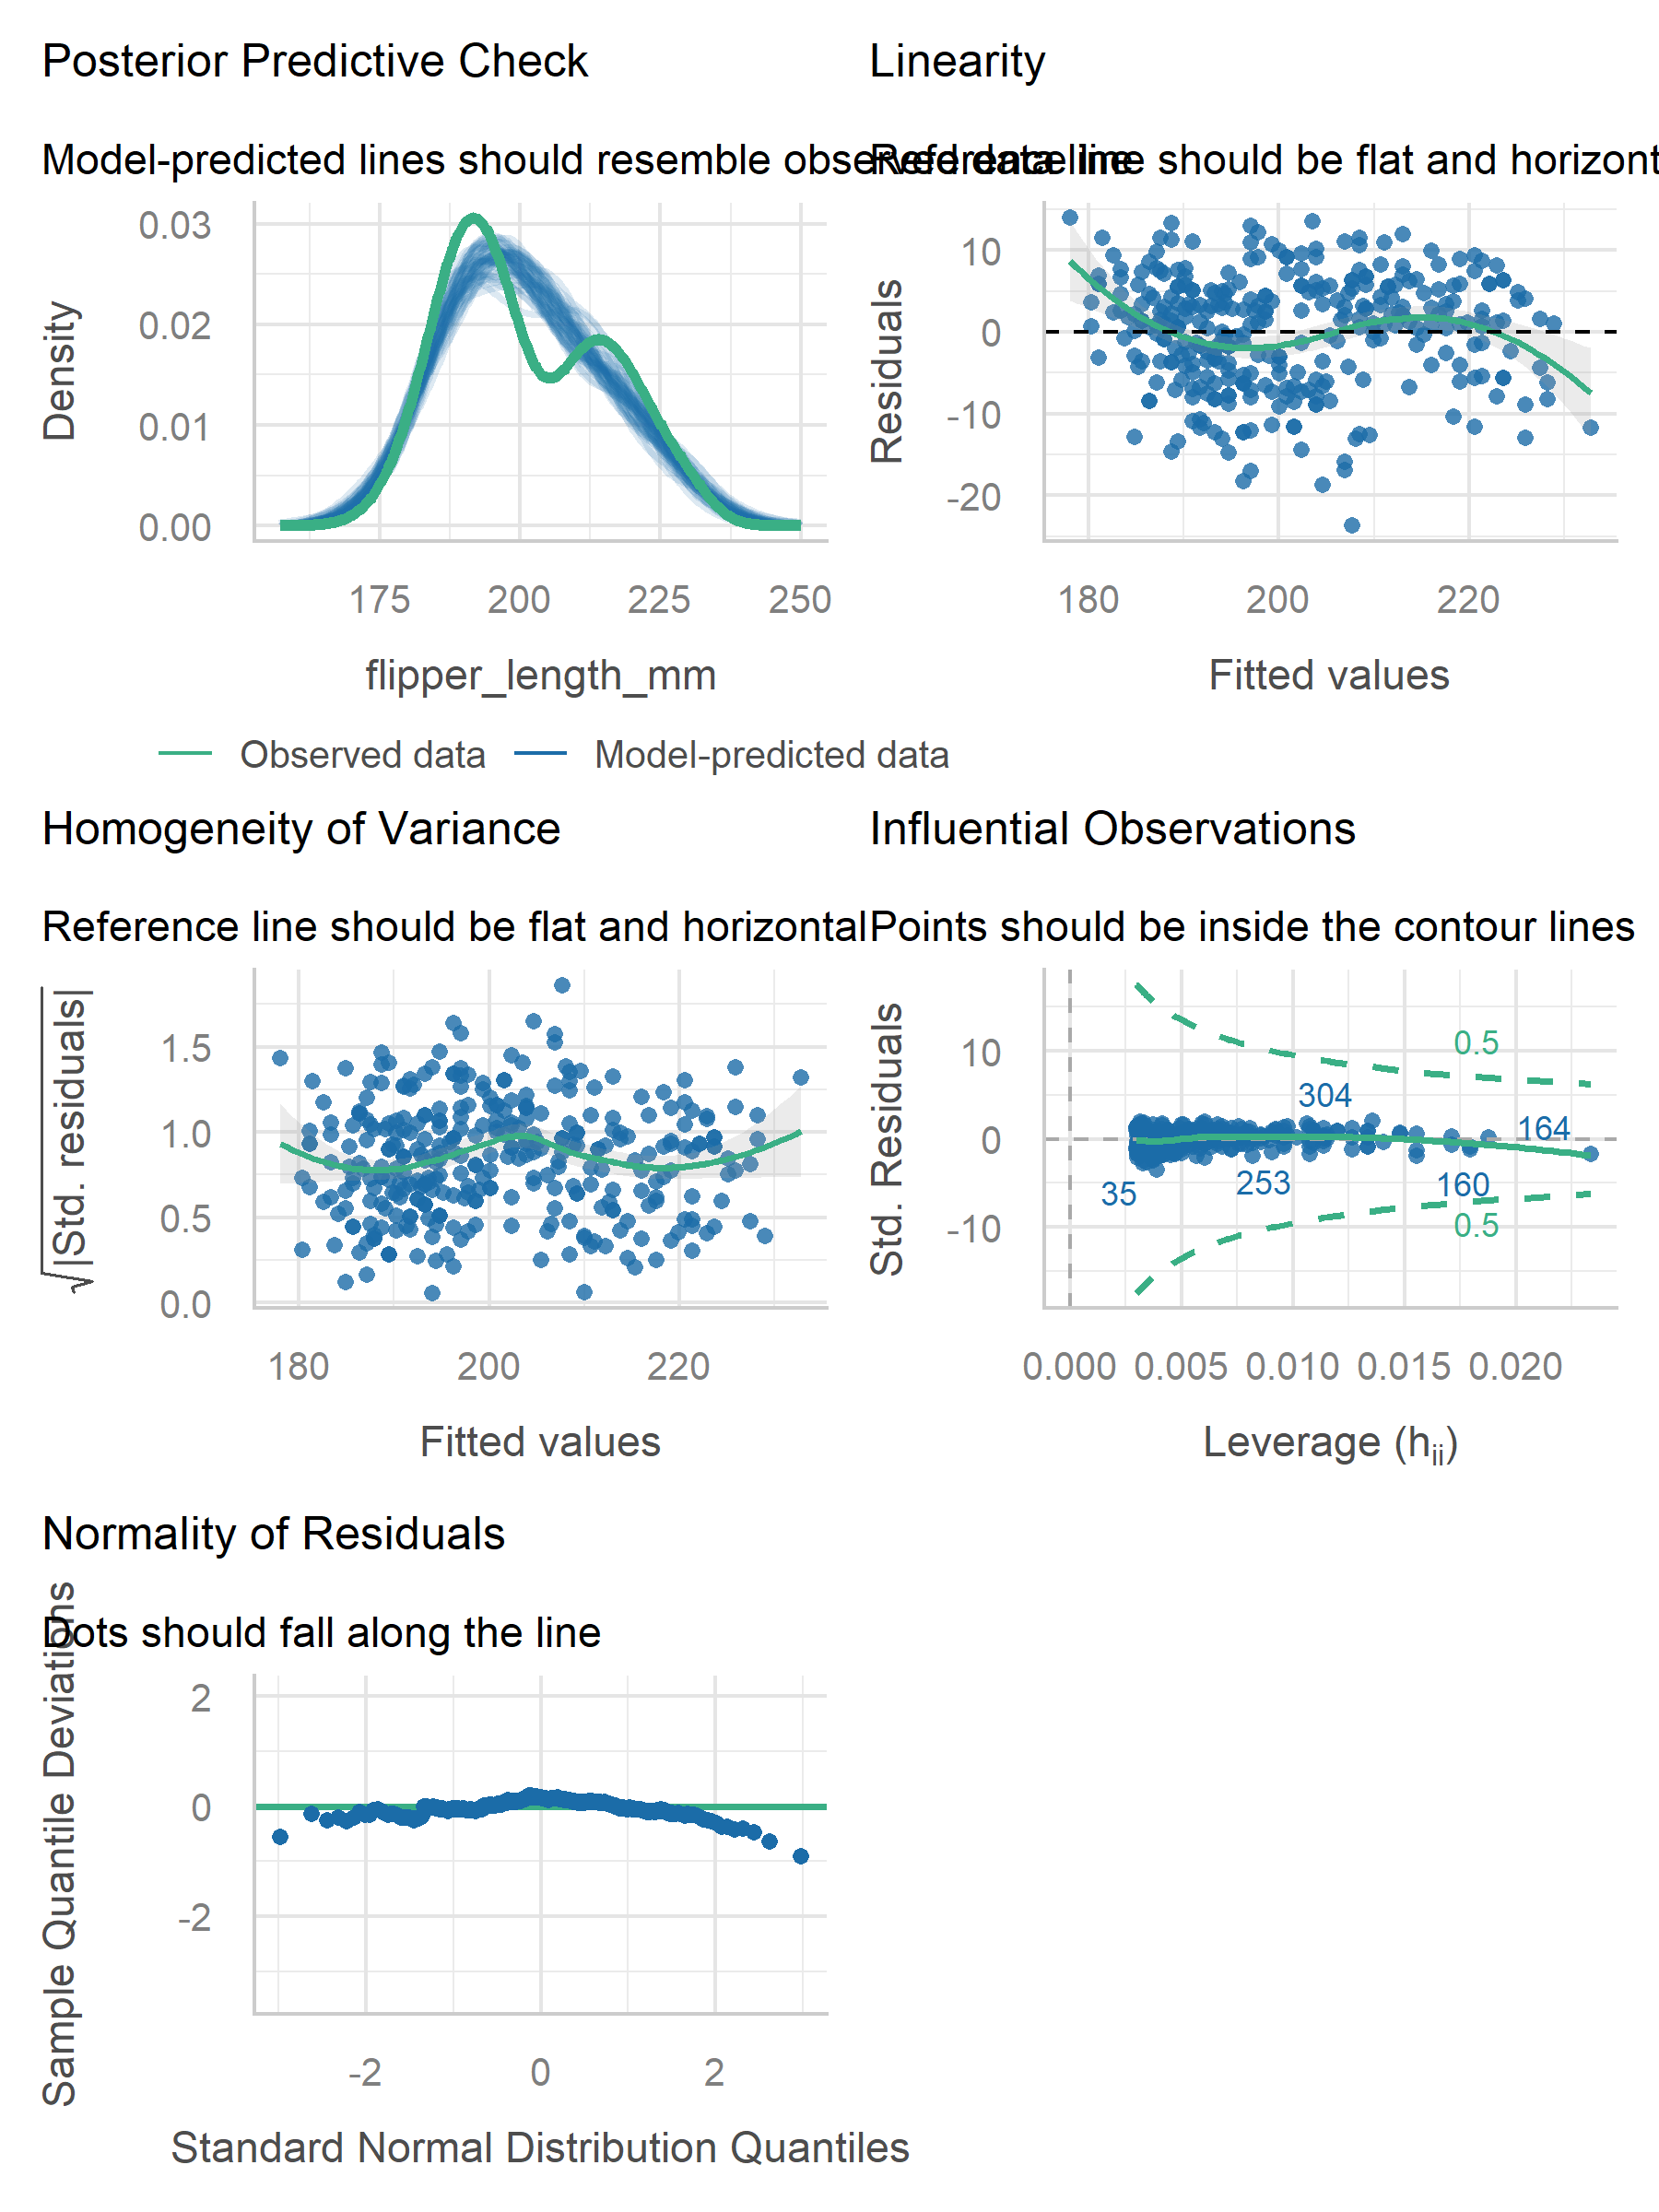 Posterior Predictive Check
Model-predicted lines should resemble observed data line
Density
0.03
0.02
0.01
0.00
175 200 225 250
flipper_length_mm
Observed data Model-predicted data
Linearity
Reference line should be flat and horizont
Residuals
10
0
-10
-20
180 200 220
Fitted values
Homogeneity of Variance
Reference line should be flat and horizontal
√|Std. residuals|
1.5
1.0
0.5
0.0
180 200 220
Fitted values
Influential Observations
Points should be inside the contour lines
Std. Residuals
10
0
-10
0.5
304
164
35
253
160
0.5
0.000 0.005 0.010 0.015 0.020
Leverage (hᵢᵢ)
Normality of Residuals
Dots should fall along the line
Sample Quantile Deviations
2
0
-2
-2 0 2
Standard Normal Distribution Quantiles